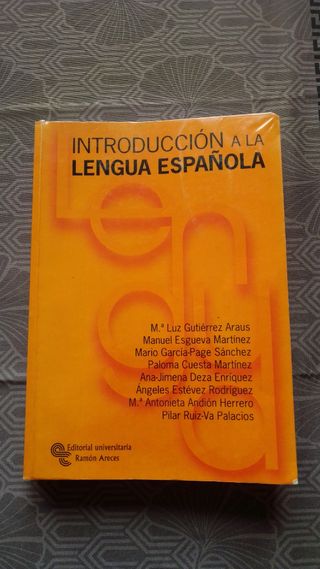 INTRODUCCIÓN A LA
LENGUA ESPAÑOLA
Lengua
M.ª Luz Gutiérrez Araus
Manuel Esgueva Martínez
Mario García-Page Sánchez
Paloma Cuesta Martínez
Ana-Jimena Deza Enríquez
Ángeles Estévez Rodríguez
M.ª Antonieta Andión Herrero
Pilar Ruiz-Va Palacios
Editorial universitaria
Ramón Areces